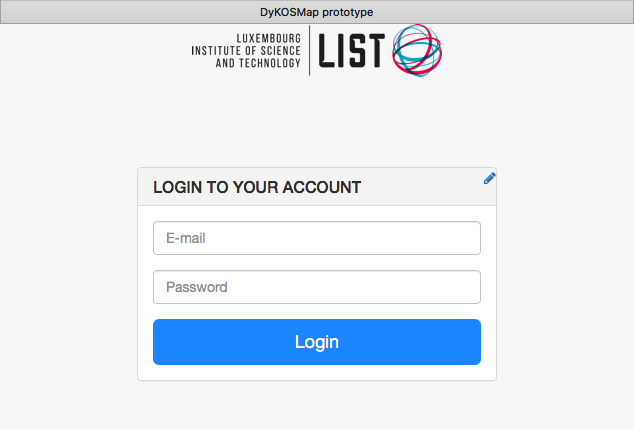 DyKOSMap prototype
LUXEMBOURG
INSTITUTE OF SCIENCE
AND TECHNOLOGY
LIST
LOGIN TO YOUR ACCOUNT
E-mail
Password
Login